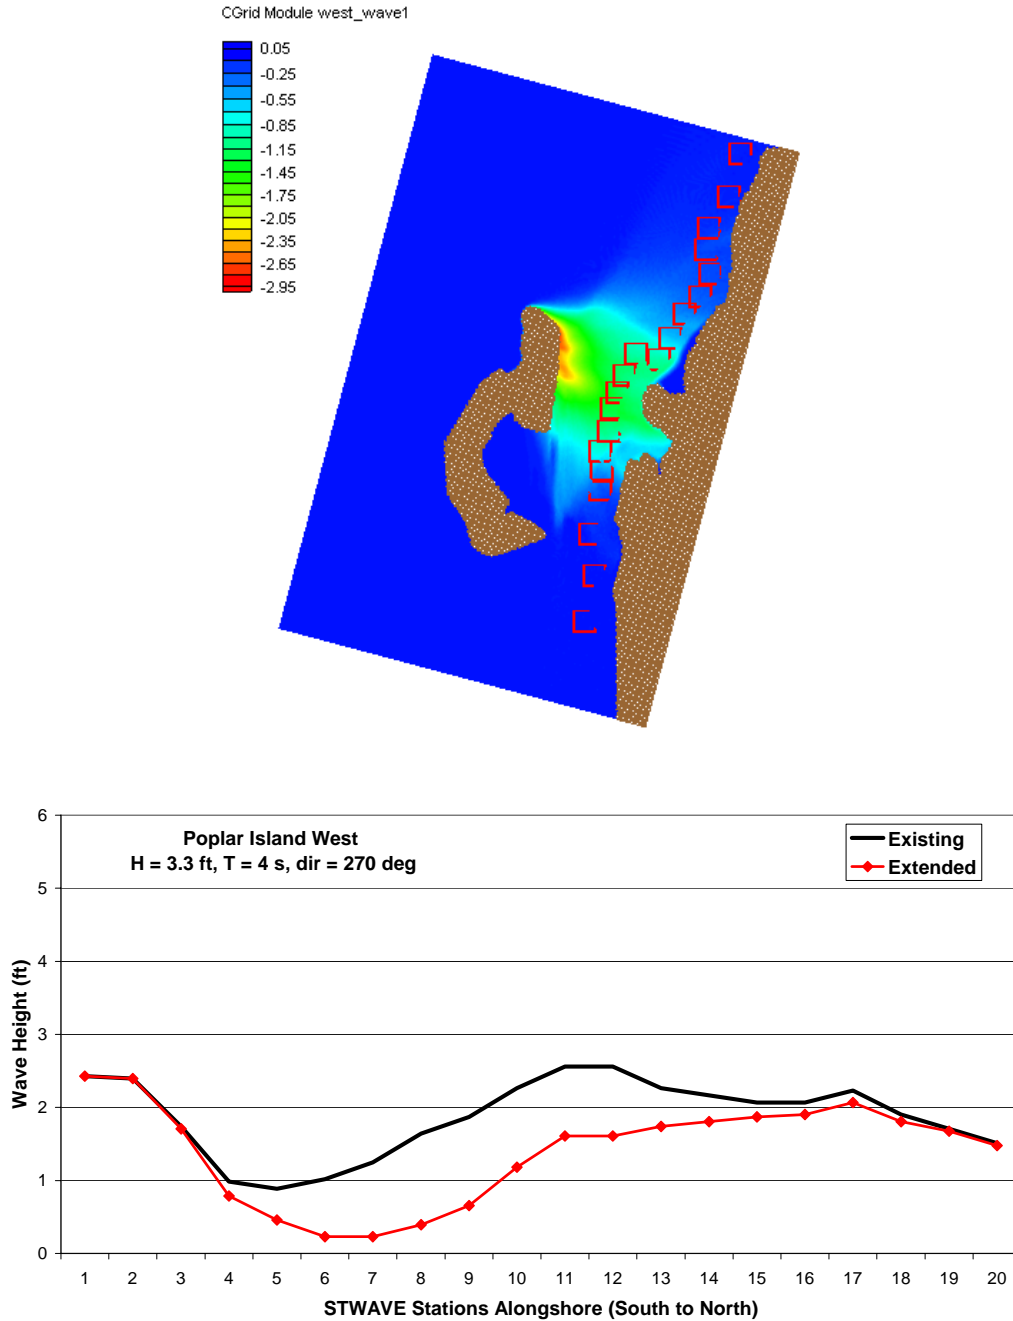 CGrid Module west_wave1
0.05
-0.25
-0.55
-0.85
-1.15
-1.45
-1.75
-2.05
-2.35
-2.65
-2.95
6
5
4
3
2
1
0
Wave Height (ft)
Poplar Island West
H = 3.3 ft, T = 4 s, dir = 270 deg
Existing
Extended
1 2 3 4 5 6 7 8 9 10 11 12 13 14 15 16 17 18 19 20
STWAVE Stations Alongshore (South to North)